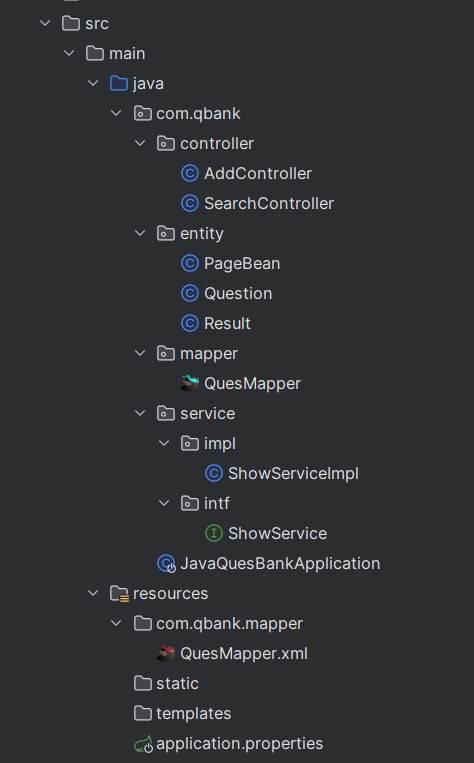 src
main
java
com.qbank
controller
AddController
SearchController
entity
PageBean
Question
Result
mapper
QuesMapper
service
impl
ShowServiceImpl
intf
ShowService
JavaQuesBankApplication
resources
com.qbank.mapper
QuesMapper.xml
static
templates
application.properties